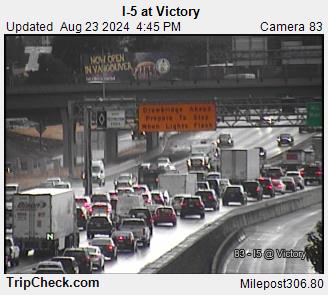 I-5 at Victory
Updated Aug 23 2024 4:45 PM Camera 83
NOW OPEN
IN VANCOUVER
Drawbridge Ahead
Prepare To Stop
When Lights Flash
83 - I5 @ Victory
TripCheck.com Milepost306.80